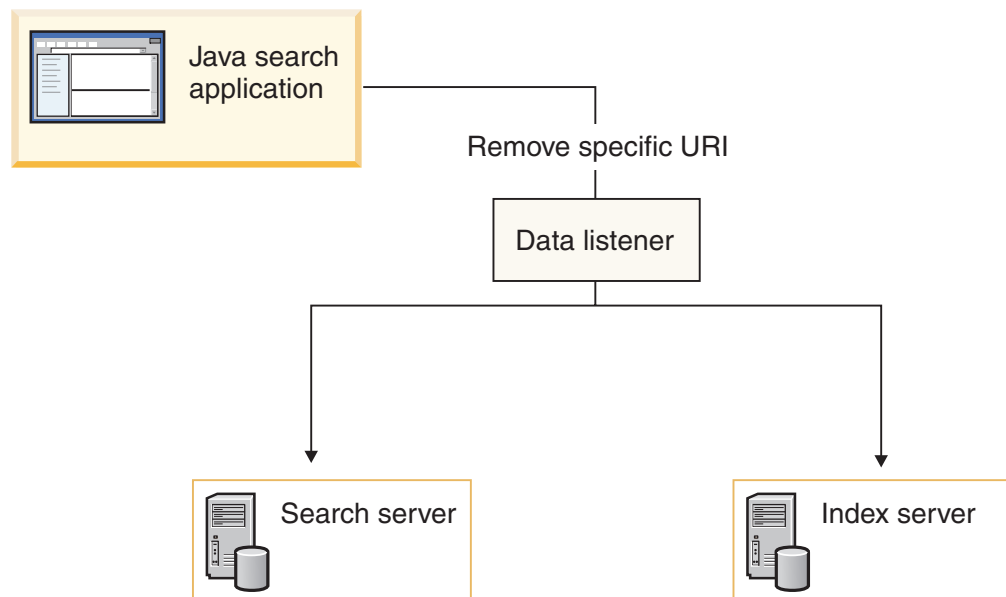 Java search
application
Remove specific URI
Data listener
Search server
Index server